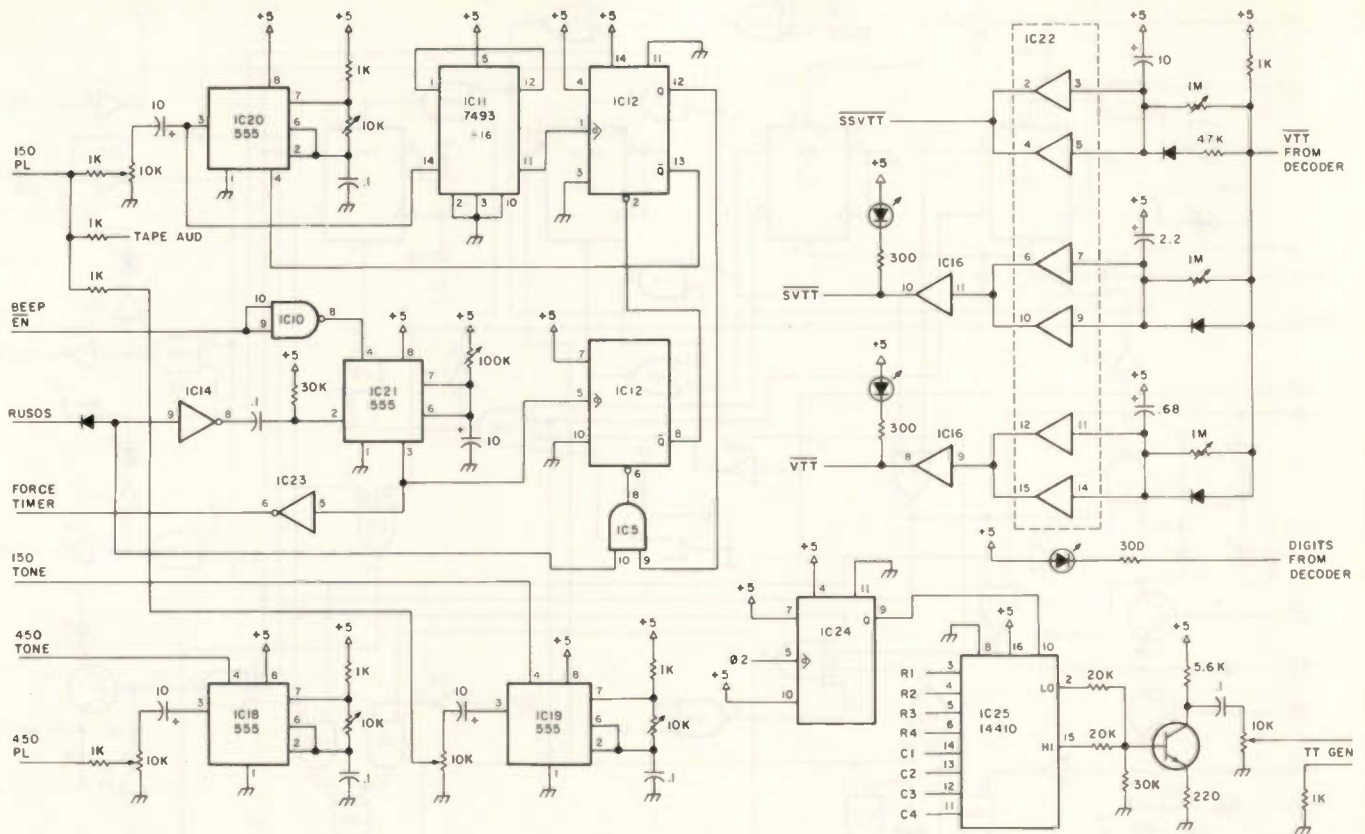 +5
+5
+5
+5
+5
+5
+5
IC22
1K
8
5
14
11
10
1K
10
7
1
12
4
Q
12
2
3
1M
IC20
555
3
6
10K
IC11
7493
÷16
IC12
1
150
PL
1K
10K
2
14
11
3
Q̅
13
S̅S̅V̅T̅T̅
4
5
47K
V̅T̅T̅
FROM
DECODER
1
4
.1
2
3
10
2
+5
+5
1K
TAPE AUD
1K
6
7
2.2
1M
300
S̅V̅T̅T̅
10
IC16
11
10
9
BEEP
E̅N̅
10
9
IC10
8
+5
+5
+5
+5
+5
+5
4
8
100K
7
30K
IC14
IC21
555
7
6
5
IC12
RUSOS
9
8
.1
2
10
10
Q̅
8
.68
300
12
11
1M
IC16
V̅T̅T̅
8
9
1
3
6
15
14
FORCE
TIMER
IC23
6
5
8
IC5
10
9
+5
300
DIGITS
FROM
DECODER
150
TONE
+5
4
11
+5
7
Q
9
+5
+5
+5
+5
+5
+5
IC24
Ø2
5
8
16
10
5.6K
450
TONE
1K
1K
+5
10
4
8
4
8
R1
3
2
LO
20K
.1
10
3
IC18
555
7
6
2
10K
10
3
IC19
555
7
6
2
10K
R2
4
R3
5
R4
6
IC25
14410
10K
C1
14
15
HI
20K
TT GEN
450
PL
1K
10K
1
.1
10K
1
.1
C2
13
C3
12
C4
11
30K
220
1K